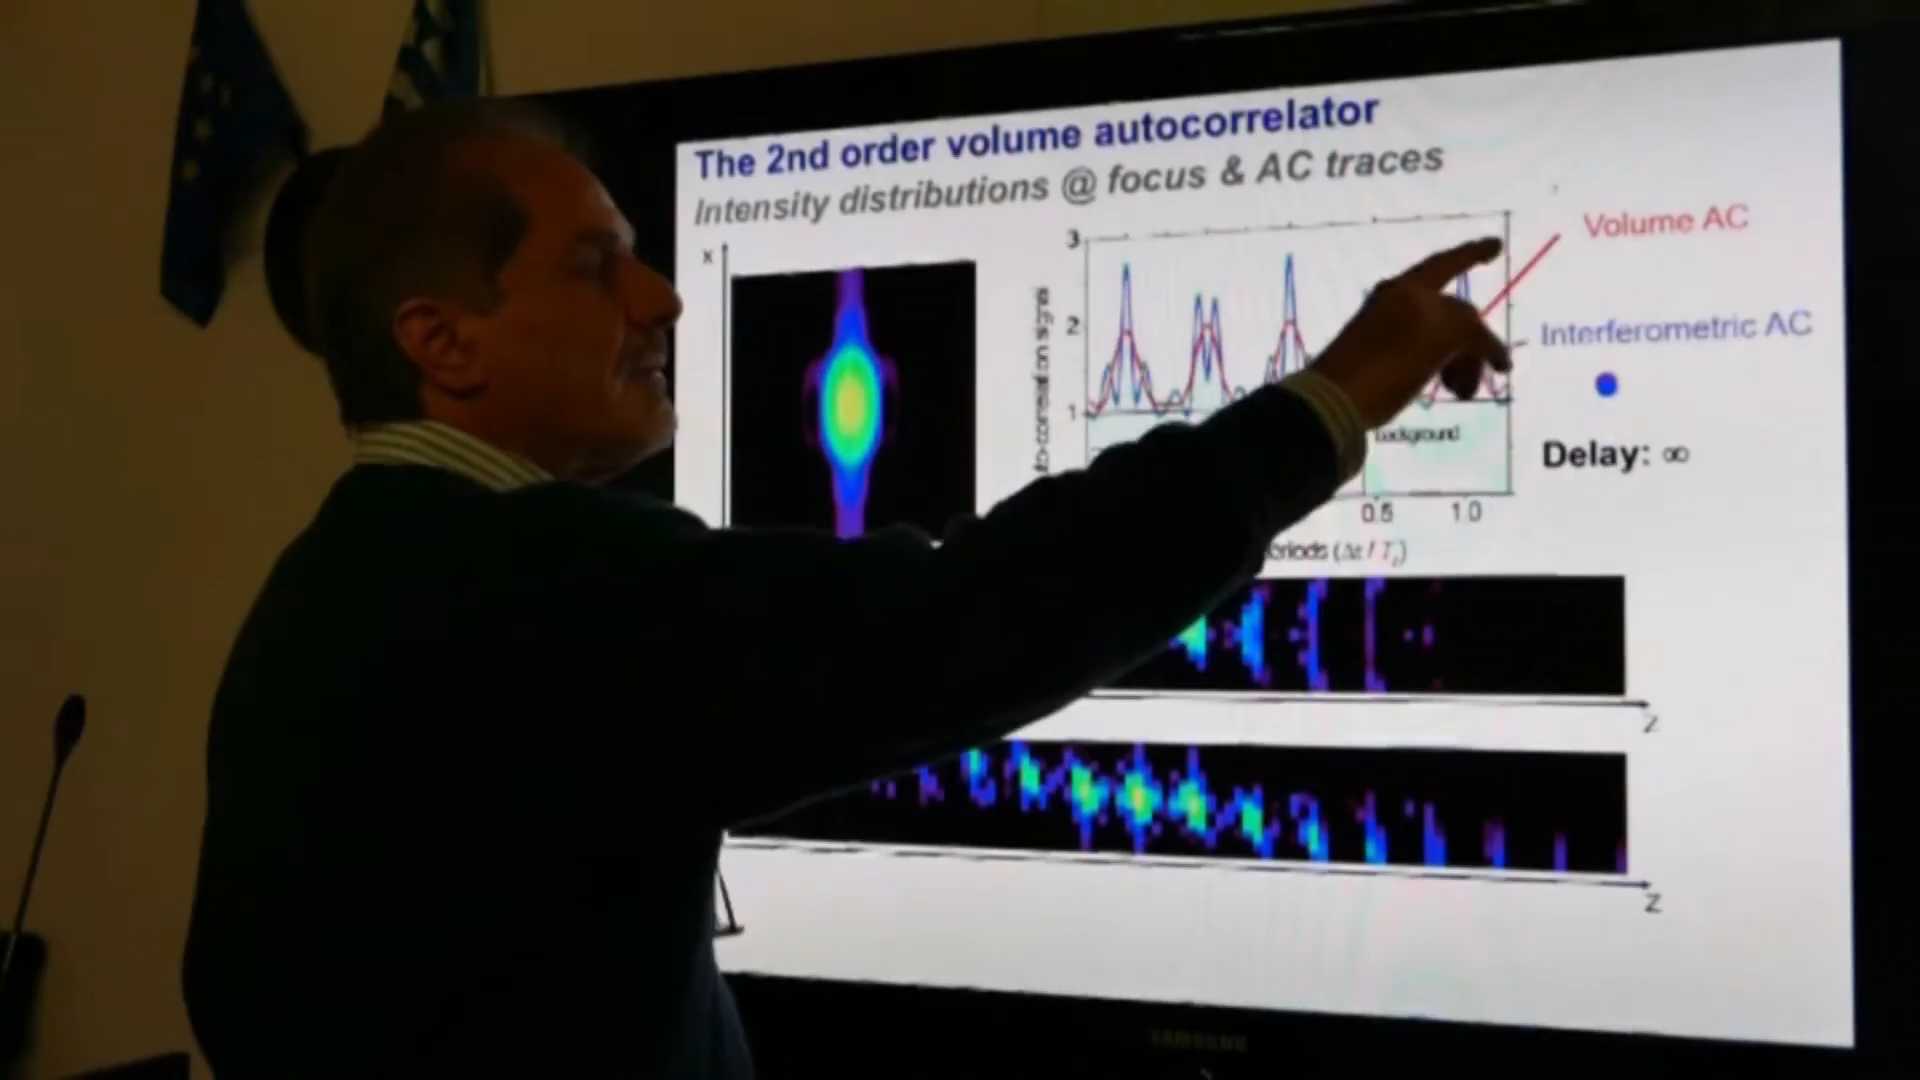 The 2nd order volume autocorrelator
Intensity distributions @ focus & AC traces
x
3
2
1
Volume AC
Interferometric AC
background
Delay: ∞
0.5
1.0
Z
Z
SAMSUNG